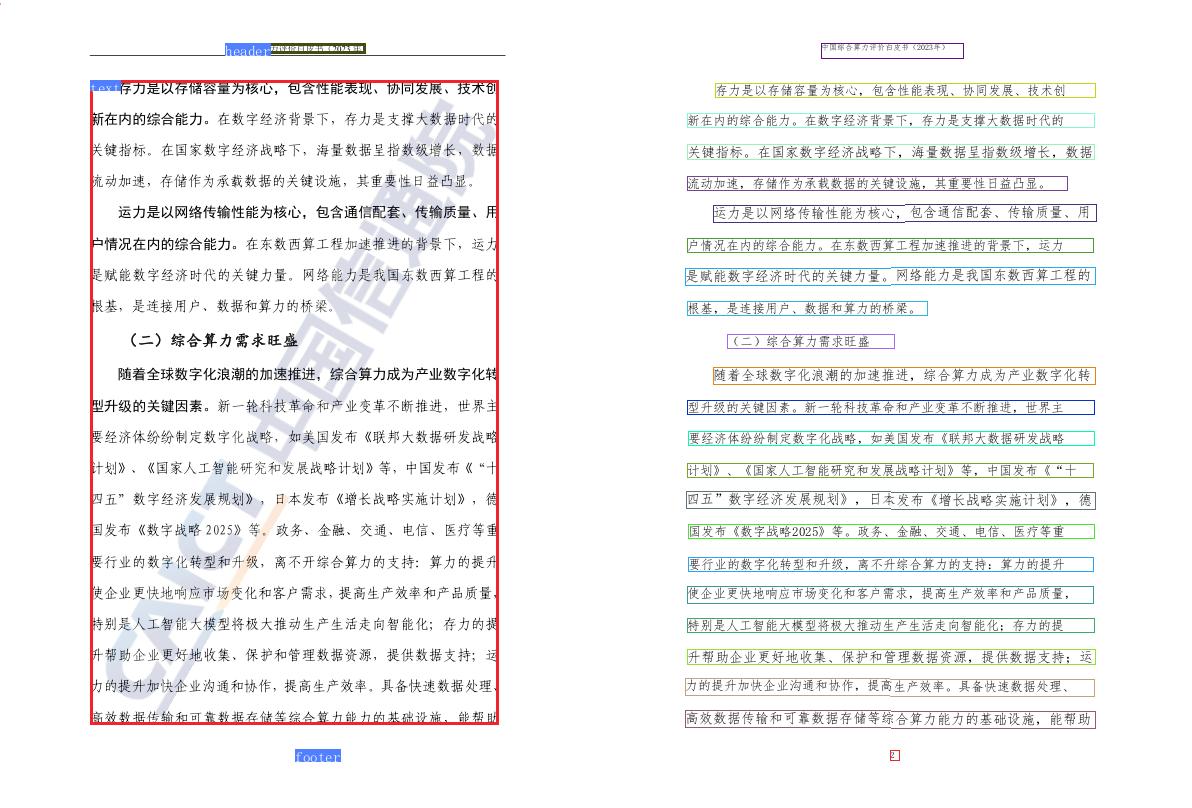 header 力评价白皮书（2023年）
text 存力是以存储容量为核心，包含性能表现、协同发展、技术创
新在内的综合能力。在数字经济背景下，存力是支撑大数据时代的
关键指标。在国家数字经济战略下，海量数据呈指数级增长，数据
流动加速，存储作为承载数据的关键设施，其重要性日益凸显。
运力是以网络传输性能为核心，包含通信配套、传输质量、用
户情况在内的综合能力。在东数西算工程加速推进的背景下，运力
是赋能数字经济时代的关键力量。网络能力是我国东数西算工程的
根基，是连接用户、数据和算力的桥梁。
（二）综合算力需求旺盛
随着全球数字化浪潮的加速推进，综合算力成为产业数字化转
型升级的关键因素。新一轮科技革命和产业变革不断推进，世界主
要经济体纷纷制定数字化战略，如美国发布《联邦大数据研发战略
计划》、《国家人工智能研究和发展战略计划》等，中国发布《“十
四五”数字经济发展规划》，日本发布《增长战略实施计划》，德
国发布《数字战略 2025》等。政务、金融、交通、电信、医疗等重
要行业的数字化转型和升级，离不开综合算力的支持：算力的提升
使企业更快地响应市场变化和客户需求，提高生产效率和产品质量，
特别是人工智能大模型将极大推动生产生活走向智能化；存力的提
升帮助企业更好地收集、保护和管理数据资源，提供数据支持；运
力的提升加快企业沟通和协作，提高生产效率。具备快速数据处理、
高效数据传输和可靠数据存储等综合算力能力的基础设施，能帮助
footer
CAICT 中国信通院
中国综合算力评价白皮书（2023年）
存力是以存储容量为核心，包含性能表现、协同发展、技术创
新在内的综合能力。在数字经济背景下，存力是支撑大数据时代的
关键指标。在国家数字经济战略下，海量数据呈指数级增长，数据
流动加速，存储作为承载数据的关键设施，其重要性日益凸显。
运力是以网络传输性能为核心，包含通信配套、传输质量、用
户情况在内的综合能力。在东数西算工程加速推进的背景下，运力
是赋能数字经济时代的关键力量。网络能力是我国东数西算工程的
根基，是连接用户、数据和算力的桥梁。
（二）综合算力需求旺盛
随着全球数字化浪潮的加速推进，综合算力成为产业数字化转
型升级的关键因素。新一轮科技革命和产业变革不断推进，世界主
要经济体纷纷制定数字化战略，如美国发布《联邦大数据研发战略
计划》、《国家人工智能研究和发展战略计划》等，中国发布《“十
四五”数字经济发展规划》，日本发布《增长战略实施计划》，德
国发布《数字战略2025》等。政务、金融、交通、电信、医疗等重
要行业的数字化转型和升级，离不开综合算力的支持：算力的提升
使企业更快地响应市场变化和客户需求，提高生产效率和产品质量，
特别是人工智能大模型将极大推动生产生活走向智能化；存力的提
升帮助企业更好地收集、保护和管理数据资源，提供数据支持；运
力的提升加快企业沟通和协作，提高生产效率。具备快速数据处理、
高效数据传输和可靠数据存储等综合算力能力的基础设施，能帮助
2